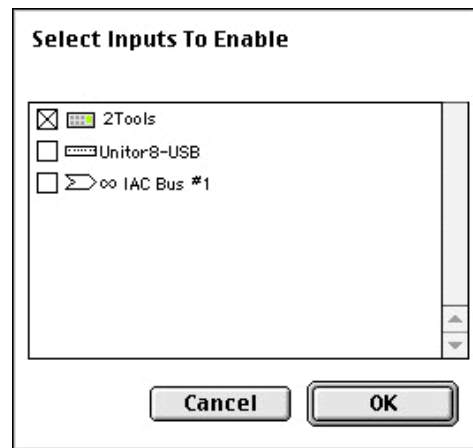 Select Inputs To Enable
2Tools
Unitor8-USB
∞ IAC Bus #1
Cancel
OK